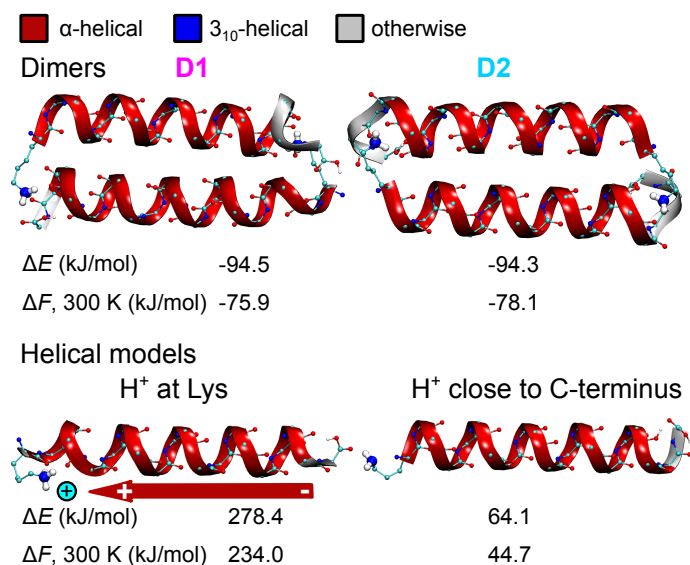 α-helical 3₁₀-helical otherwise
Dimers D1 D2
ΔE (kJ/mol) -94.5 -94.3
ΔF, 300 K (kJ/mol) -75.9 -78.1
Helical models
H⁺ at Lys H⁺ close to C-terminus
+ + -
ΔE (kJ/mol) 278.4 64.1
ΔF, 300 K (kJ/mol) 234.0 44.7